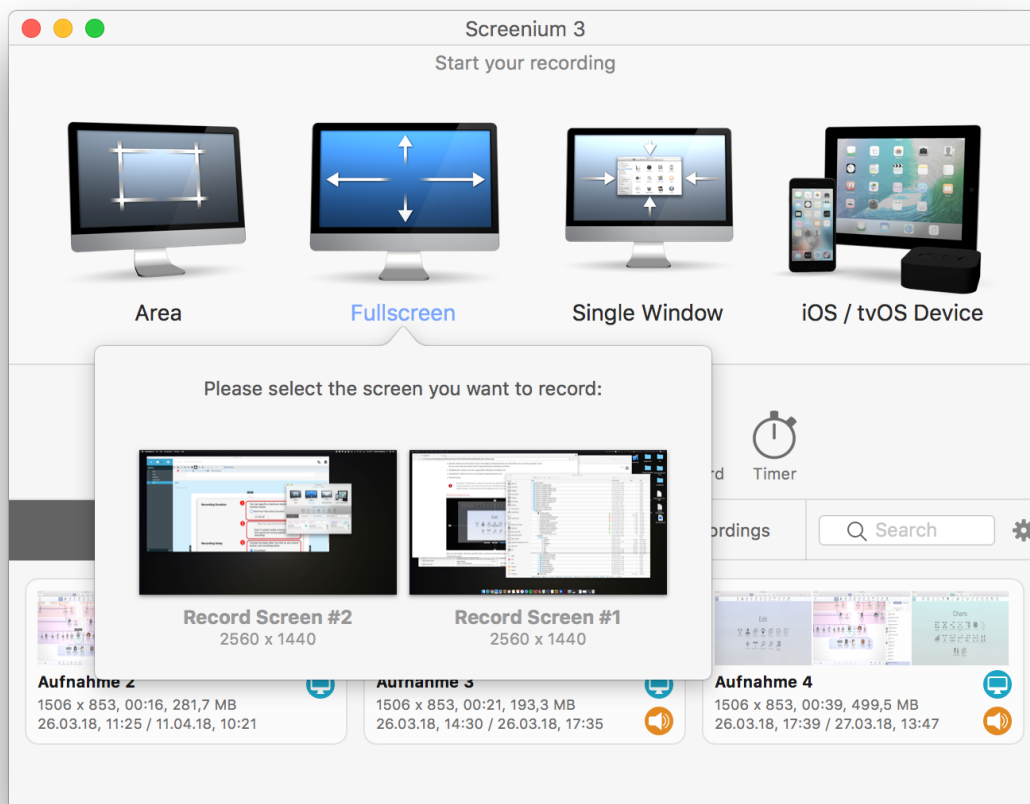 Screenium 3
Start your recording
Area
Fullscreen
Single Window
iOS / tvOS Device
Please select the screen you want to record:
Timer
Search
Record Screen #2
2560 x 1440
Record Screen #1
2560 x 1440
Edit
Charts
Aufnahme 2
1506 x 853, 00:16, 281,7 MB
26.03.18, 11:25 / 11.04.18, 10:21
Aufnahme 3
1506 x 853, 00:21, 193,3 MB
26.03.18, 14:30 / 26.03.18, 17:35
Aufnahme 4
1506 x 853, 00:39, 499,5 MB
26.03.18, 17:39 / 27.03.18, 13:47